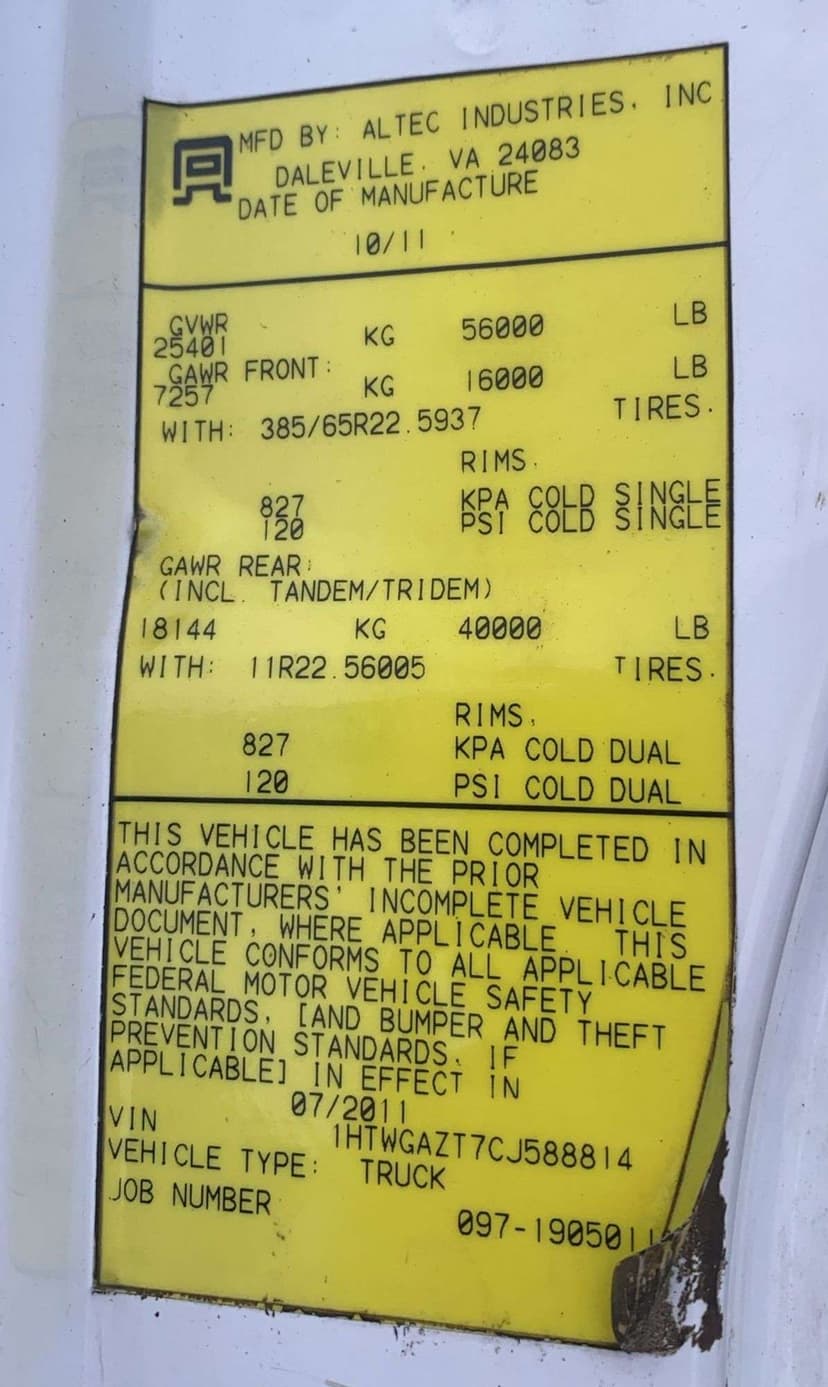 MFD BY: ALTEC INDUSTRIES, INC
DALEVILLE, VA 24083
DATE OF MANUFACTURE
10/11
GVWR
25401 KG 56000 LB
GAWR FRONT:
7257 KG 16000 LB
WITH: 385/65R22.5937 TIRES.
RIMS.
827 KPA COLD SINGLE
120 PSI COLD SINGLE
GAWR REAR:
(INCL. TANDEM/TRIDEM)
18144 KG 40000 LB
WITH: 11R22.56005 TIRES.
RIMS,
827 KPA COLD DUAL
120 PSI COLD DUAL
THIS VEHICLE HAS BEEN COMPLETED IN
ACCORDANCE WITH THE PRIOR
MANUFACTURERS' INCOMPLETE VEHICLE
DOCUMENT, WHERE APPLICABLE. THIS
VEHICLE CONFORMS TO ALL APPLICABLE
FEDERAL MOTOR VEHICLE SAFETY
STANDARDS, [AND BUMPER AND THEFT
PREVENTION STANDARDS, IF
APPLICABLE] IN EFFECT IN
07/2011
VIN 1HTWGAZT7CJ588814
VEHICLE TYPE: TRUCK
JOB NUMBER